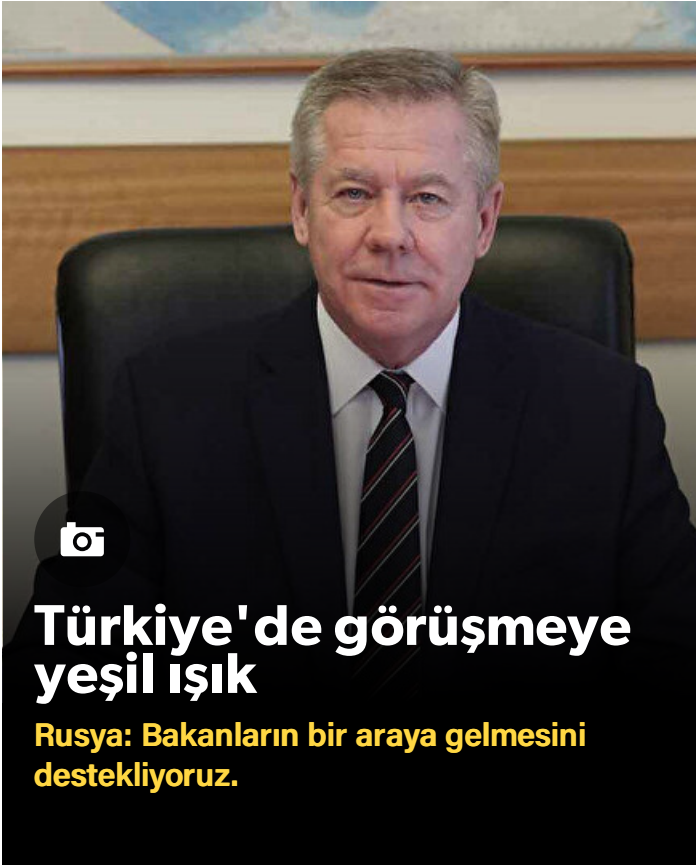 Türkiye'de görüşmeye
yeşil ışık
Rusya: Bakanların bir araya gelmesini
destekliyoruz.